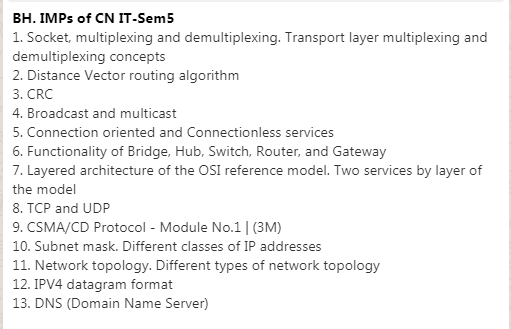 BH. IMPs of CN IT-Sem5
1. Socket, multiplexing and demultiplexing. Transport layer multiplexing and
demultiplexing concepts
2. Distance Vector routing algorithm
3. CRC
4. Broadcast and multicast
5. Connection oriented and Connectionless services
6. Functionality of Bridge, Hub, Switch, Router, and Gateway
7. Layered architecture of the OSI reference model. Two services by layer of
the model
8. TCP and UDP
9. CSMA/CD Protocol - Module No.1 | (3M)
10. Subnet mask. Different classes of IP addresses
11. Network topology. Different types of network topology
12. IPV4 datagram format
13. DNS (Domain Name Server)